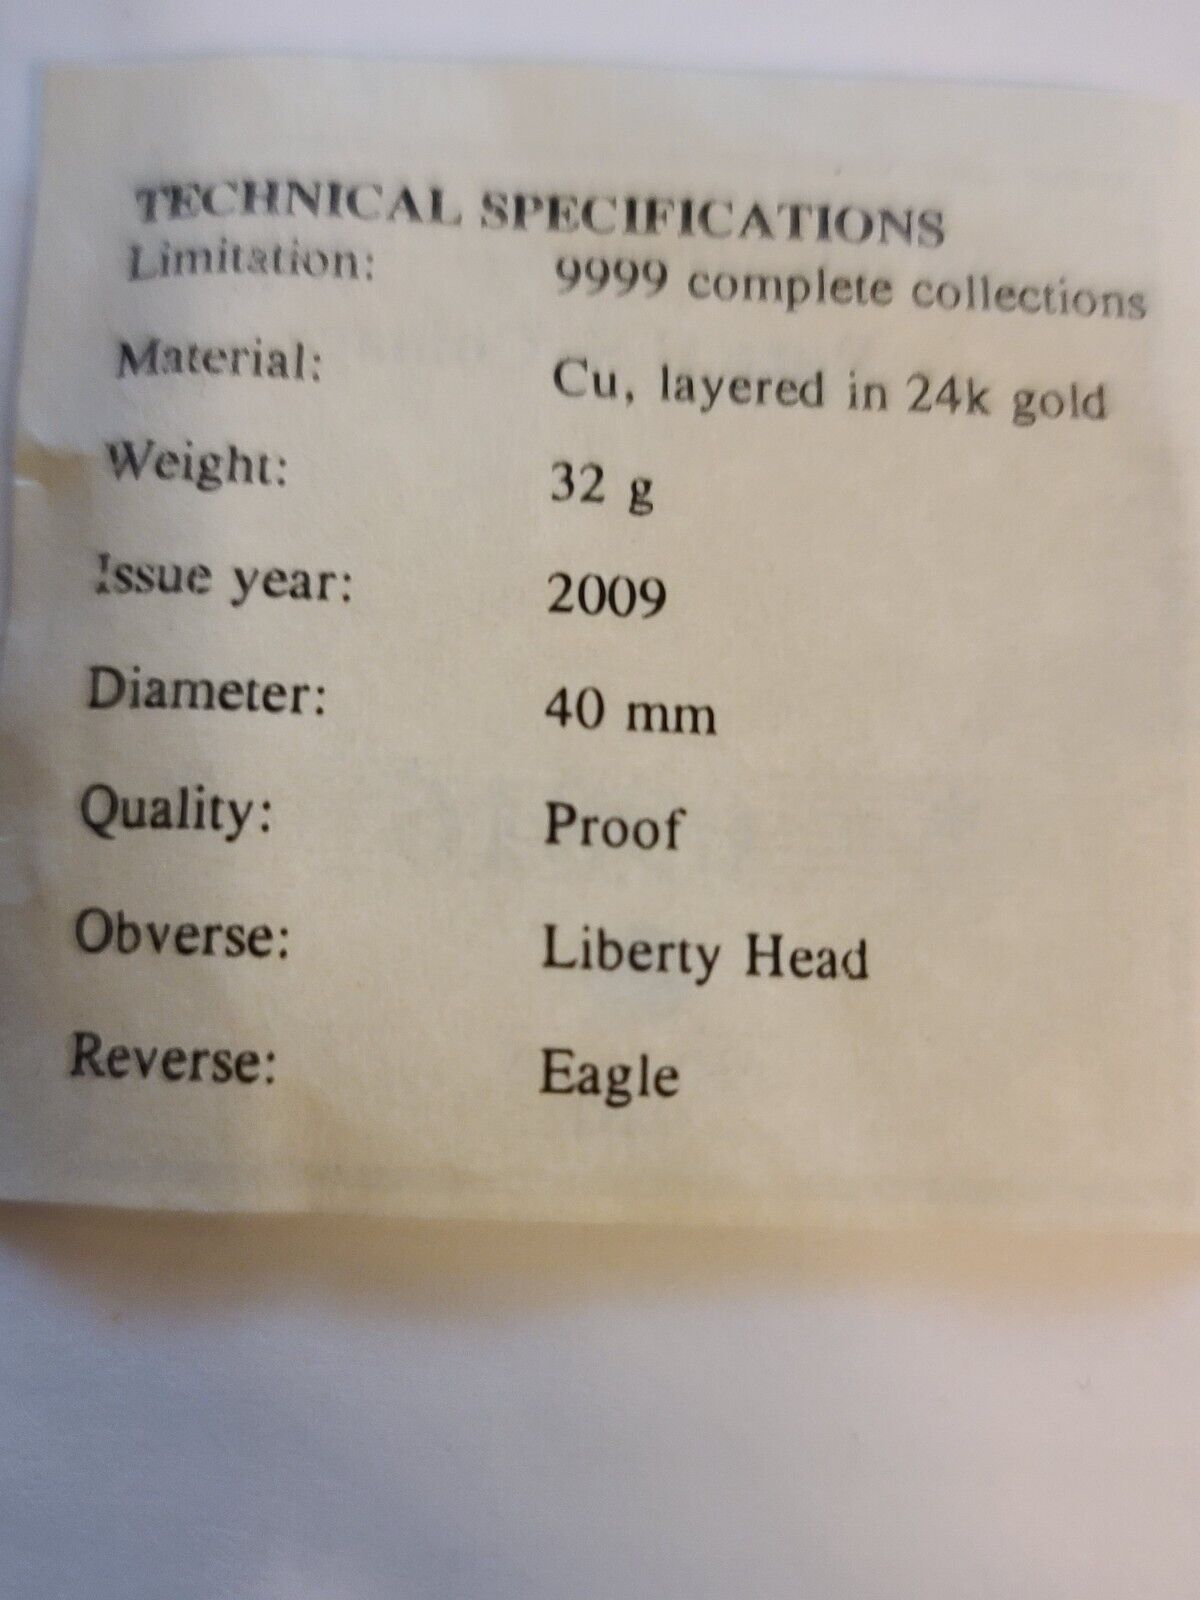 TECHNICAL SPECIFICATIONS
Limitation: 9999 complete collections
Material: Cu, layered in 24k gold
Weight: 32 g
Issue year: 2009
Diameter: 40 mm
Quality: Proof
Obverse: Liberty Head
Reverse: Eagle